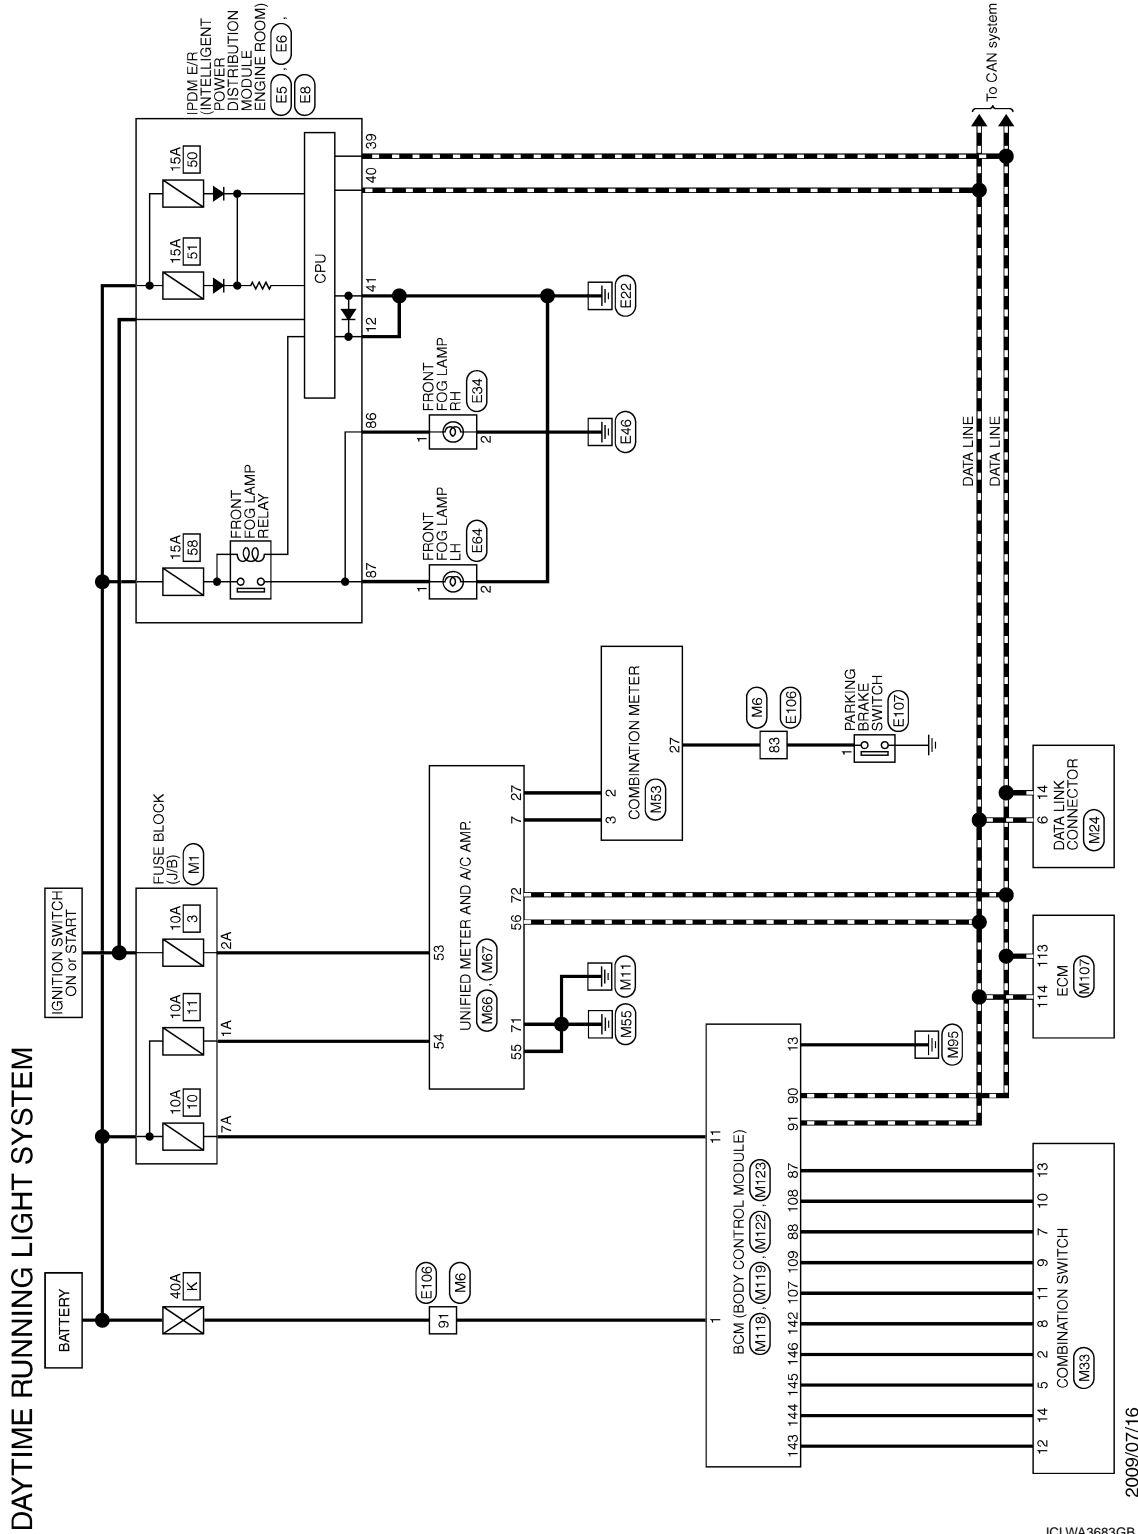 DAYTIME RUNNING LIGHT SYSTEM
BATTERY
IGNITION SWITCH
ON or START
40A
K
10A
10
10A
11
10A
3
FUSE BLOCK
(J/B)
M1
7A
1A
2A
15A
58
15A
51
15A
50
IPDM E/R
(INTELLIGENT
POWER
DISTRIBUTION
MODULE
ENGINE ROOM)
E5 , E6 ,
E8
FRONT
FOG LAMP
RELAY
CPU
87
86
12
41
40
39
E106
M6
91
54
53
UNIFIED METER AND A/C AMP.
M66 , M67
55
71
56
72
7
27
M55
M11
FRONT
FOG LAMP
LH
E64
1
2
FRONT
FOG LAMP
RH
E34
1
2
E46
E22
3
2
COMBINATION METER
M53
27
M6
E106
83
PARKING
BRAKE
SWITCH
E107
1
1
11
BCM (BODY CONTROL MODULE)
M118 , M119 , M122 , M123
143
144
145
146
142
107
109
88
108
87
91
90
13
M95
DATA LINE
DATA LINE
To CAN system
12
14
5
2
8
11
9
7
10
13
COMBINATION SWITCH
M33
114
113
ECM
M107
6
14
DATA LINK
CONNECTOR
M24
2009/07/16
JCLWA3683GB